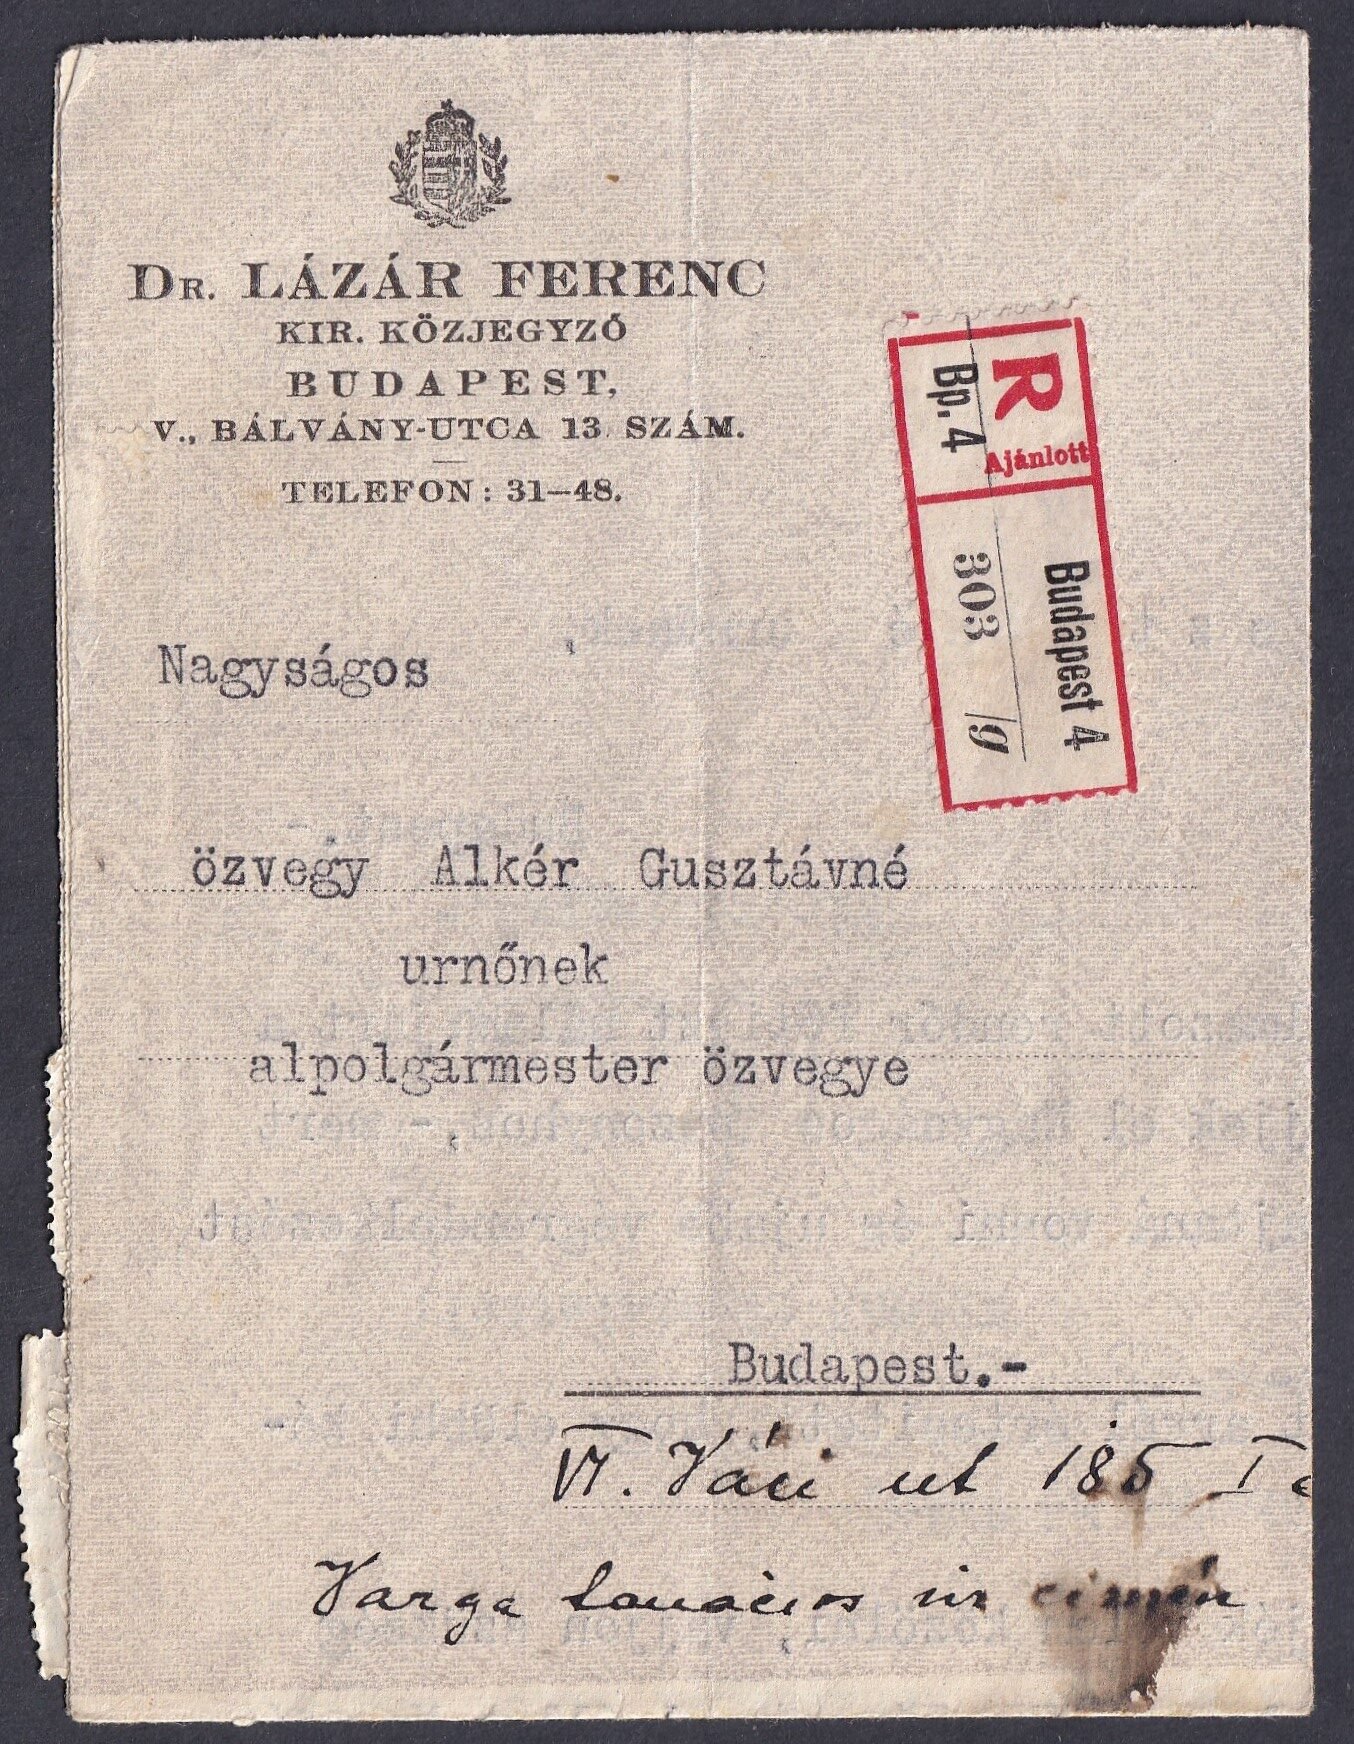 DR. LÁZÁR FERENC
KIR. KÖZJEGYZŐ
BUDAPEST,
V., BÁLVÁNY-UTCA 13. SZÁM.
TELEFON: 31—48.
R
Ajánlott
Bp. 4
Budapest 4
303 /g
Nagyságos
özvegy Alkér Gusztávné
urnőnek
alpolgármester özvegye
Budapest.-
VI. Váci ut 185 I
Varga tanácsos úr címén